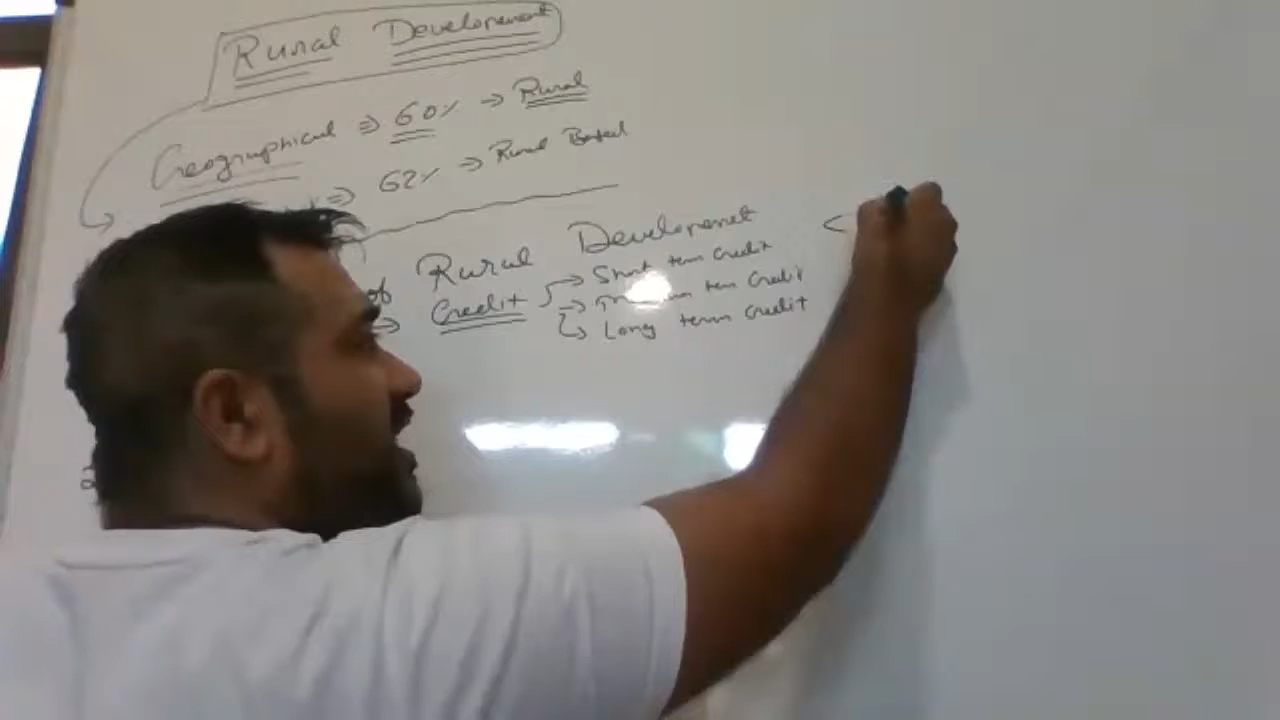 Rural Development
Geographical ⇒ 60% → Rural
⇒ 62% ⇒ Rural Based
of Rural Development
⇒ Credit → Short term Credit
→ term Credit
→ Long term Credit